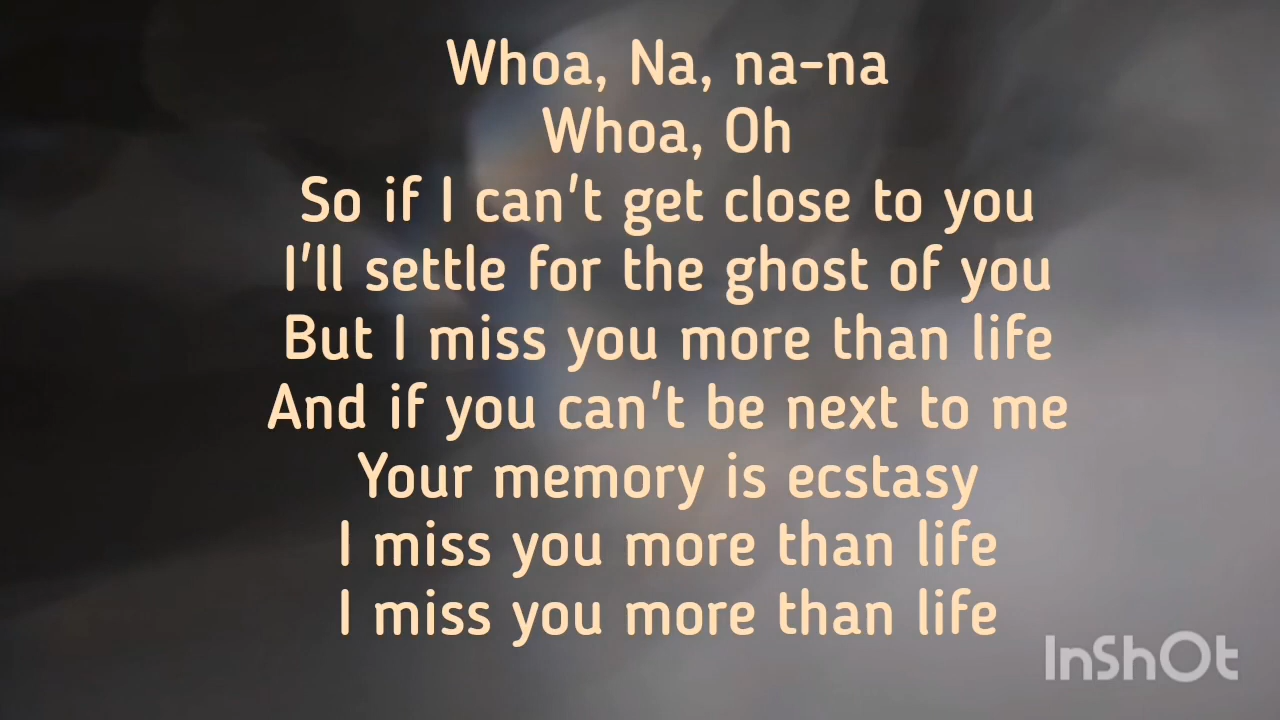 Whoa, Na, na-na
Whoa, Oh
So if I can't get close to you
I'll settle for the ghost of you
But I miss you more than life
And if you can't be next to me
Your memory is ecstasy
I miss you more than life
I miss you more than life
InShOt